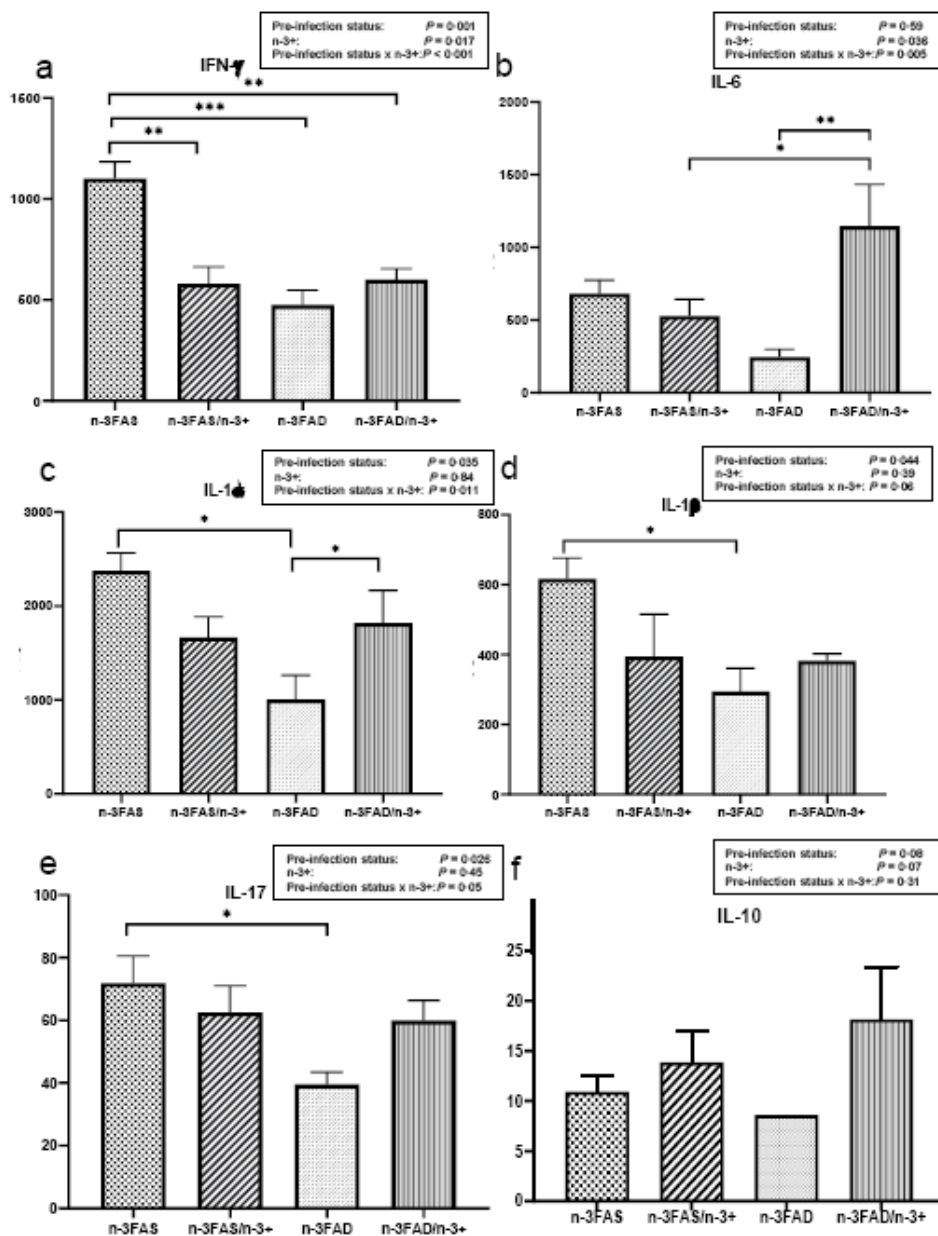 Pre-infection status: P = 0·001
n-3+: P = 0·017
Pre-infection status x n-3+: P < 0·001
a
IFN-γ
**
***
**
1600
1000
500
0
n-3FAS n-3FAS/n-3+ n-3FAD n-3FAD/n-3+
Pre-infection status: P = 0·59
n-3+: P = 0·036
Pre-infection status x n-3+: P = 0·005
b
IL-6
**
*
2000
1500
1000
500
0
n-3FAS n-3FAS/n-3+ n-3FAD n-3FAD/n-3+
Pre-infection status: P = 0·035
n-3+: P = 0·84
Pre-infection status x n-3+: P = 0·011
c
*
*
3000
2000
1000
0
n-3FAS n-3FAS/n-3+ n-3FAD n-3FAD/n-3+
Pre-infection status: P = 0·044
n-3+: P = 0·39
Pre-infection status x n-3+: P = 0·06
d
IL-1β
*
800
600
400
200
0
n-3FAS n-3FAS/n-3+ n-3FAD n-3FAD/n-3+
Pre-infection status: P = 0·026
n-3+: P = 0·45
Pre-infection status x n-3+: P = 0·05
e
IL-17
*
100
80
60
40
20
0
n-3FAS n-3FAS/n-3+ n-3FAD n-3FAD/n-3+
Pre-infection status: P = 0·08
n-3+: P = 0·07
Pre-infection status x n-3+: P = 0·31
f
IL-10
25
20
15
10
5
0
n-3FAS n-3FAS/n-3+ n-3FAD n-3FAD/n-3+